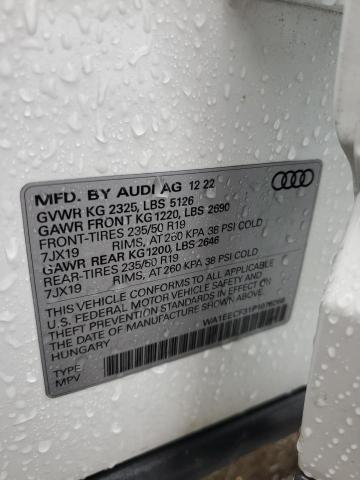 MFD. BY AUDI AG 12 22
GVWR KG 2325, LBS 5126
GAWR FRONT KG 1220, LBS 2690
FRONT-TIRES 235/50 R19
7JX19 RIMS, AT 260 KPA 38 PSI COLD
GAWR REAR KG1200, LBS 2646
REAR-TIRES 235/50 R19
7JX19 RIMS, AT 260 KPA 38 PSI COLD
THIS VEHICLE CONFORMS TO ALL APPLICABLE
U.S. FEDERAL MOTOR VEHICLE SAFETY AND
THEFT PREVENTION STANDARDS IN EFFECT ON
THE DATE OF MANUFACTURE SHOWN ABOVE.
HUNGARY
TYPE:
MPV